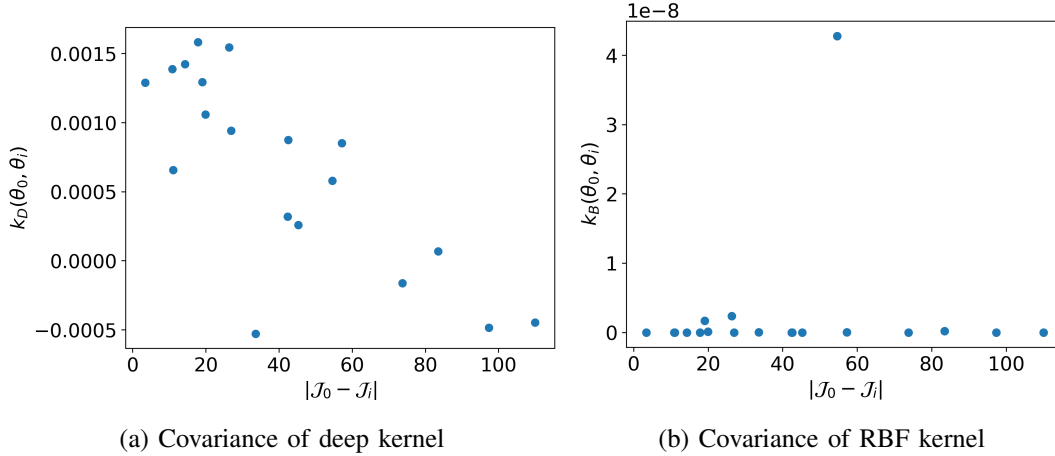 0.0015
0.0010
0.0005
0.0000
−0.0005
k_D(θ_0, θ_i)
0 20 40 60 80 100
|𝒥_0 − 𝒥_i|
(a) Covariance of deep kernel
1e−8
4
3
2
1
0
k_B(θ_0, θ_i)
0 20 40 60 80 100
|𝒥_0 − 𝒥_i|
(b) Covariance of RBF kernel